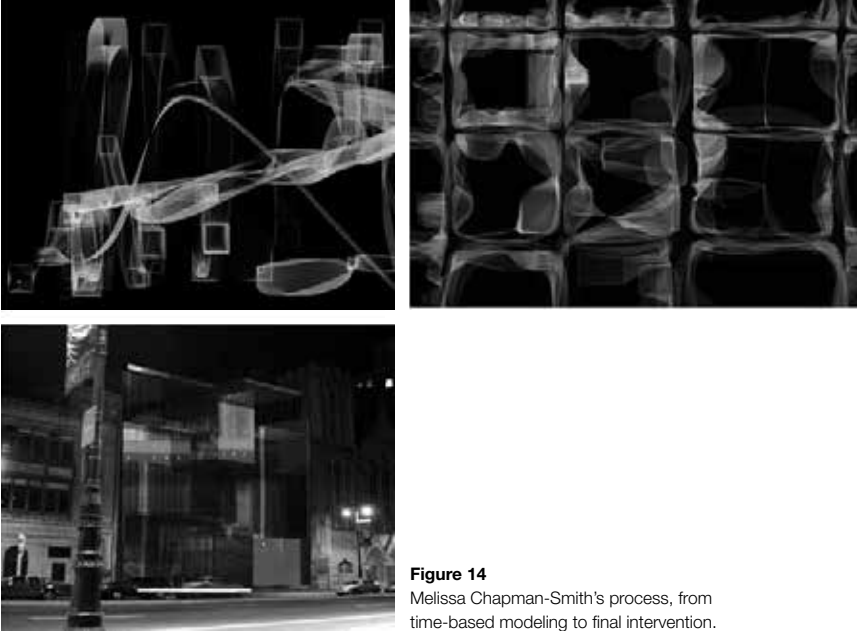 Figure 14
Melissa Chapman-Smith's process, from
time-based modeling to final intervention.